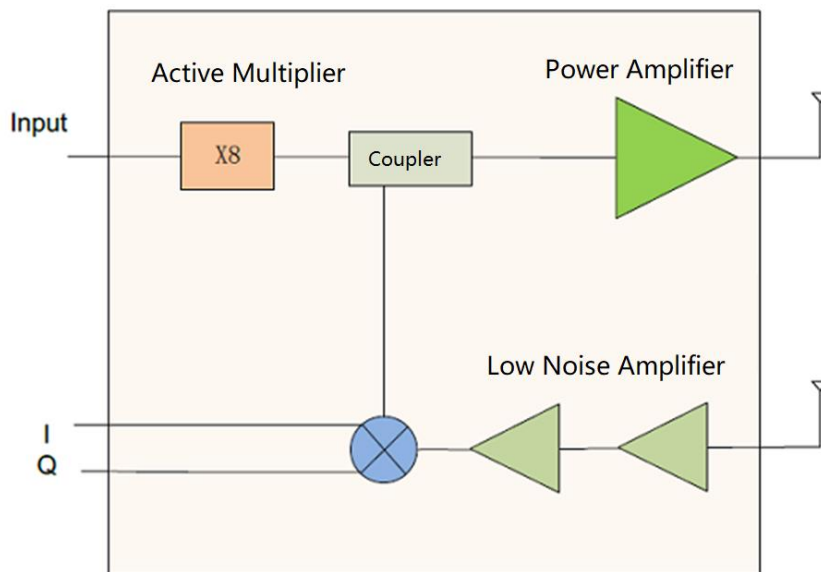 Active Multiplier
Power Amplifier
Input
X8
Coupler
Low Noise Amplifier
I
Q